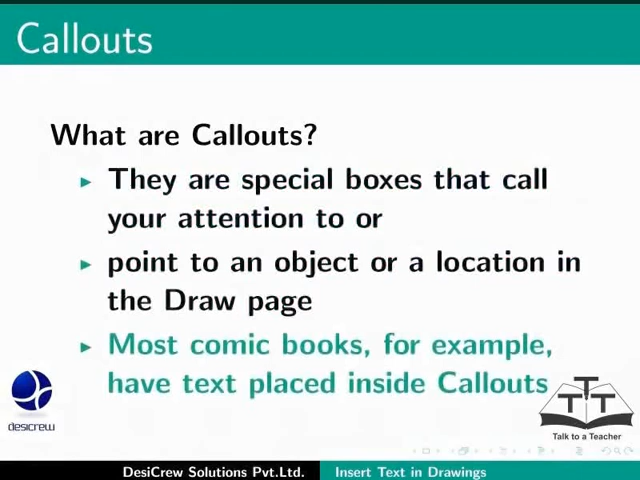 Callouts
What are Callouts?
They are special boxes that call
your attention to or
point to an object or a location in
the Draw page
Most comic books, for example,
have text placed inside Callouts
desicrew
TTT
Talk to a Teacher
DesiCrew Solutions Pvt.Ltd.
Insert Text in Drawings